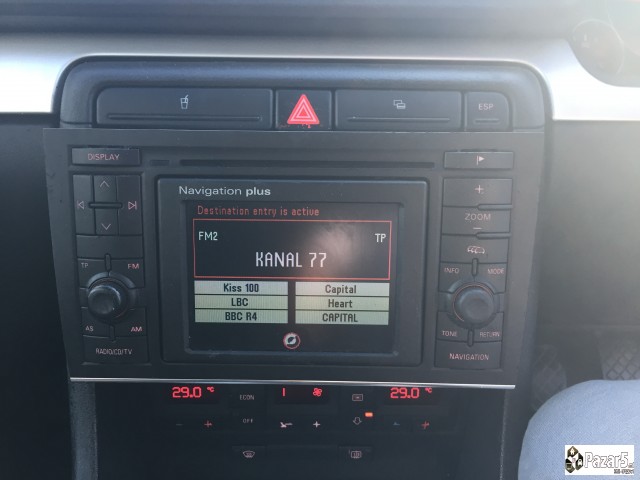 ESP
DISPLAY
Navigation plus
Destination entry is active
FM2
TP
KANAL 77
Kiss 100
Capital
LBC
Heart
BBC R4
CAPITAL
ZOOM
TP
FM
INFO
MODE
AS
AM
TONE
RETURN
RADIO/CD/TV
NAVIGATION
29.0 °C
ECON
1
29.0 °C
OFF
Pazar5